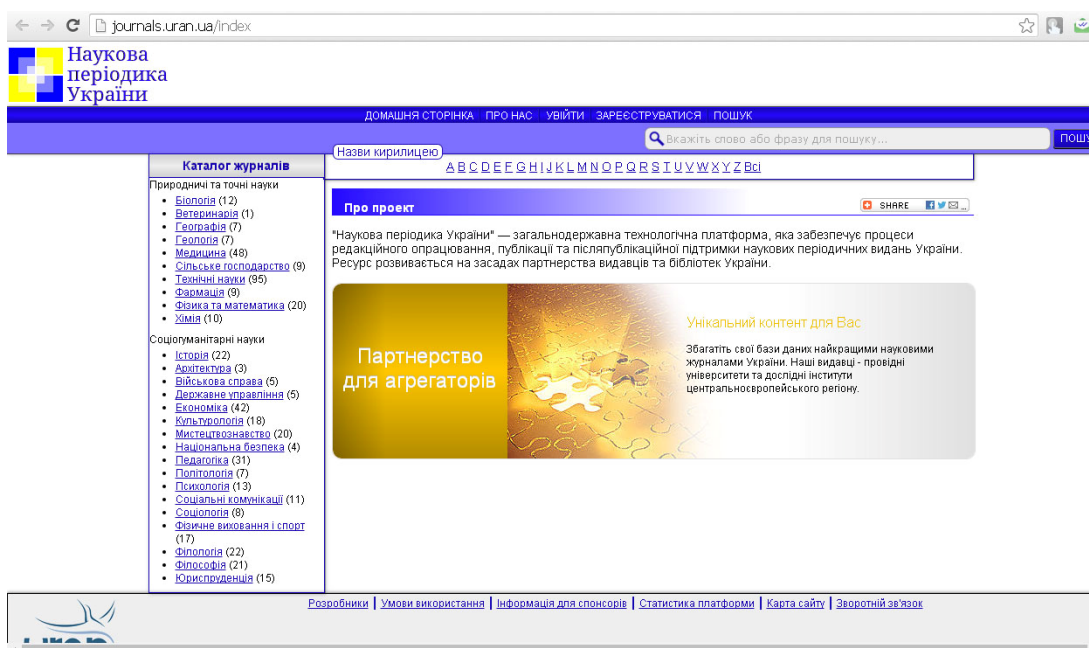 journals.uran.ua/index
Наукова
періодика
України
ДОМАШНЯ СТОРІНКА ПРО НАС УВІЙТИ ЗАРЕЄСТРУВАТИСЯ ПОШУК
Вкажіть слово або фразу для пошуку...
Назви кирилицею
A B C D E F G H I J K L M N O P Q R S T U V W X Y Z Всі
Каталог журналів
Природничі та точні науки
Біологія (12)
Ветеринарія (1)
Географія (7)
Геологія (7)
Медицина (48)
Сільське господарство (9)
Технічні науки (95)
Фармація (9)
Фізика та математика (20)
Хімія (10)
Соціогуманітарні науки
Історія (22)
Архітектура (3)
Військова справа (5)
Державне управління (5)
Економіка (42)
Культурологія (18)
Мистецтвознавство (20)
Національна безпека (4)
Педагогіка (31)
Політологія (7)
Психологія (13)
Соціальні комунікації (11)
Соціологія (8)
Фізичне виховання і спорт
(17)
Філологія (22)
Філософія (21)
Юриспруденція (15)
Про проект
SHARE
"Наукова періодика України" — загальнодержавна технологічна платформа, яка забезпечує процеси
редакційного опрацювання, публікації та післяпублікаційної підтримки наукових періодичних видань України.
Ресурс розвивається на засадах партнерства видавців та бібліотек України.
Партнерство
для агрегаторів
Унікальний контент для Вас
Збагатіть свої бази даних найкращими науковими
журналами України. Наші видавці - провідні
університети та дослідні інститути
центральноєвропейського регіону.
Розробники | Умови використання | Інформація для спонсорів | Статистика платформи | Карта сайту | Зворотній зв'язок